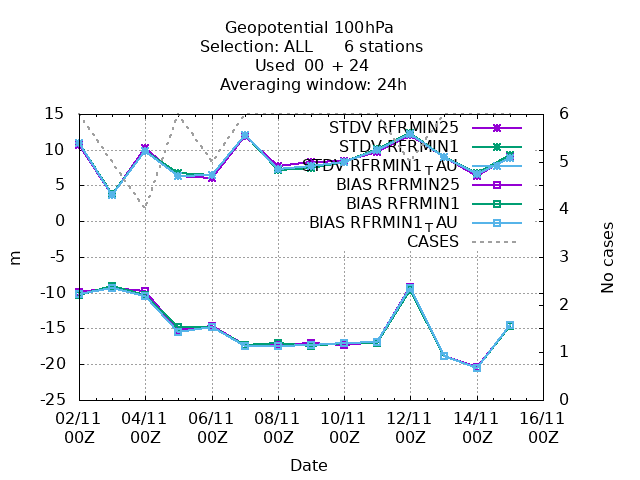 Geopotential 100hPa
Selection: ALL 6 stations
Used 00 + 24
Averaging window: 24h
15
10
5
0
-5
-10
-15
-20
-25
m
6
5
4
3
2
1
0
No cases
STDV RFRMIN25
STDV RFRMIN1
STDV RFRMIN1TAU
BIAS RFRMIN25
BIAS RFRMIN1
BIAS RFRMIN1TAU
CASES
02/11 04/11 06/11 08/11 10/11 12/11 14/11 16/11
00Z 00Z 00Z 00Z 00Z 00Z 00Z 00Z
Date